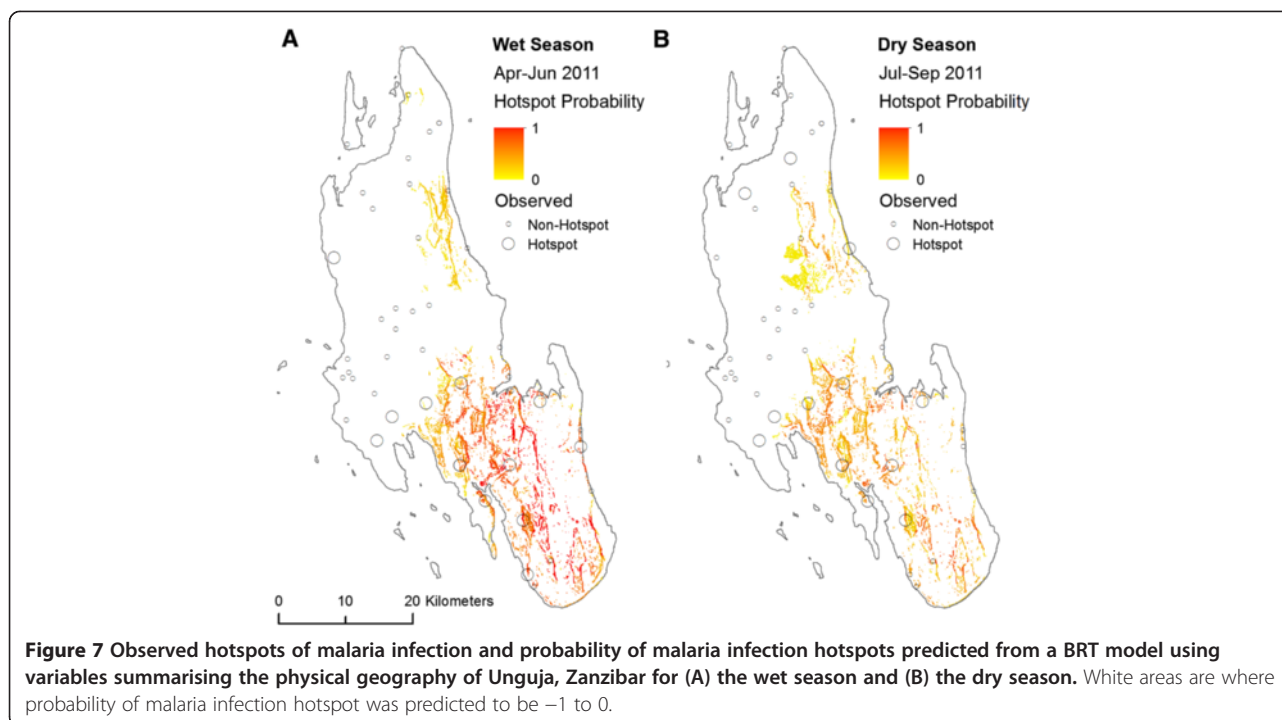 A
Wet Season
Apr-Jun 2011
Hotspot Probability
1
0
Observed
Non-Hotspot
Hotspot
0 10 20 Kilometers
B
Dry Season
Jul-Sep 2011
Hotspot Probability
1
0
Observed
Non-Hotspot
Hotspot
Figure 7 Observed hotspots of malaria infection and probability of malaria infection hotspots predicted from a BRT model using
variables summarising the physical geography of Unguja, Zanzibar for (A) the wet season and (B) the dry season. White areas are where
probability of malaria infection hotspot was predicted to be −1 to 0.